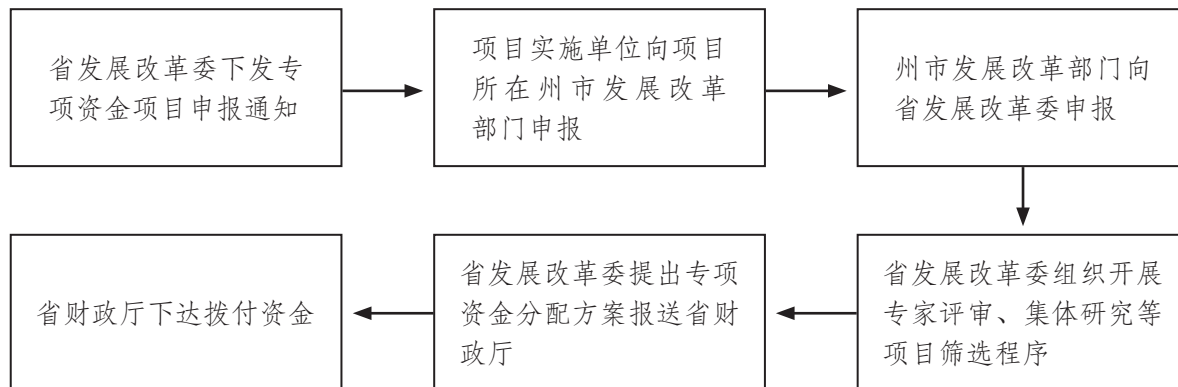 省发展改革委下发专
项资金项目申报通知
项目实施单位向项目
所在州市发展改革
部门申报
州市发展改革部门向
省发展改革委申报
省发展改革委组织开展
专家评审、集体研究等
项目筛选程序
省发展改革委提出专项
资金分配方案报送省财
政厅
省财政厅下达拨付资金